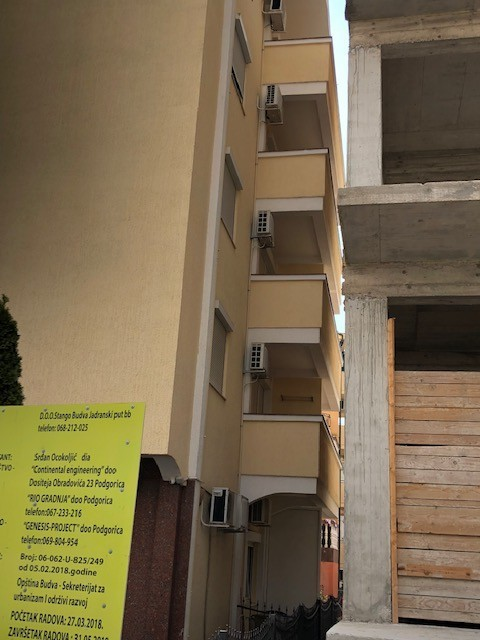 D.D.O.Stango Budva Jadranski put bb
telefon: 068-212-025
ANT: Srđan Ocokoljić dia
TVO - "Continental engineering" doo
Dositeja Obradovića 23 Podgorica
"RIO GRADNJA" doo Podgorica
telefon:067-233-216
O- "GENESIS-PROJECT" doo Podgorica
telefon:069-804-954
Broj: 06-062-U-825/249
od 05.02.2018.godine
Opština Budva - Sekreterijat za
urbanizam I održivi razvoj
POČETAK RADOVA: 27.03.2018.
ZAVRŠETAK RADOVA : 31.05